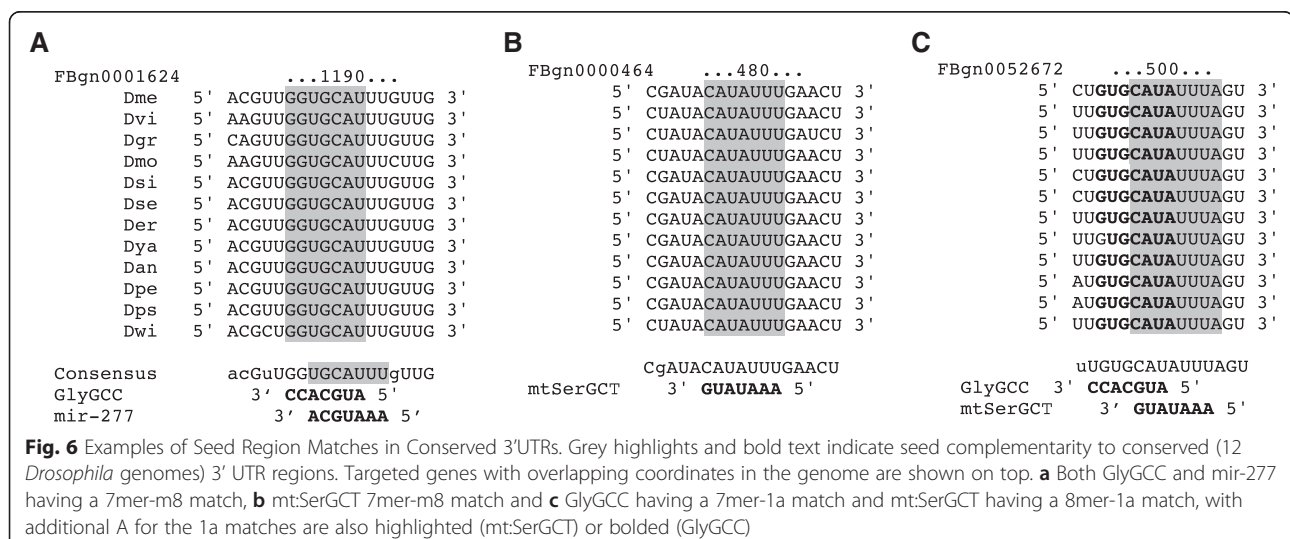 A
FBgn0001624 ...1190...
Dme 5' ACGUUGGUGCAUUUGUUG 3'
Dvi 5' AAGUUGGUGCAUUUGUUG 3'
Dgr 5' CAGUUGGUGCAUUUGUUG 3'
Dmo 5' AAGUUGGUGCAUUUCUUG 3'
Dsi 5' ACGUUGGUGCAUUUGUUG 3'
Dse 5' ACGUUGGUGCAUUUGUUG 3'
Der 5' ACGUUGGUGCAUUUGUUG 3'
Dya 5' ACGUUGGUGCAUUUGUUG 3'
Dan 5' ACGUUGGUGCAUUUGUUG 3'
Dpe 5' ACGUUGGUGCAUUUGUUG 3'
Dps 5' ACGUUGGUGCAUUUGUUG 3'
Dwi 5' ACGCUGGUGCAUUUGUUG 3'
Consensus acGuUGGUGCAUUUgUUG
GlyGCC 3' CCACGUA 5'
mir-277 3' ACGUAAA 5'
B
FBgn0000464 ...480...
5' CGAUACAUAUUUGAACU 3'
5' CUAUACAUAUUUGAACU 3'
5' CUAUACAUAUUUGAUCU 3'
5' CUAUACAUAUUUGAACU 3'
5' CGAUACAUAUUUGAACU 3'
5' CGAUACAUAUUUGAACU 3'
5' CGAUACAUAUUUGAACU 3'
5' CGAUACAUAUUUGAACU 3'
5' CGAUACAUAUUUGAACU 3'
5' CGAUACAUAUUUGAACU 3'
5' CGAUACAUAUUUGAACU 3'
5' CUAUACAUAUUUGAACU 3'
CgAUACAUAUUUGAACU
mtSerGCT 3' GUAUAAA 5'
C
FBgn0052672 ...500...
5' CUGUGCAUAUUUAGU 3'
5' UUGUGCAUAUUUAGU 3'
5' UUGUGCAUAUUUAGU 3'
5' UUGUGCAUAUUUAGU 3'
5' CUGUGCAUAUUUAGU 3'
5' CUGUGCAUAUUUAGU 3'
5' UUGUGCAUAUUUAGU 3'
5' UUGUGCAUAUUUAGU 3'
5' UUGUGCAUAUUUAGU 3'
5' AUGUGCAUAUUUAGU 3'
5' AUGUGCAUAUUUAGU 3'
5' UUGUGCAUAUUUAGU 3'
uUGUGCAUAUUUAGU
GlyGCC 3' CCACGUA 5'
mtSerGCT 3' GUAUAAA 5'
Fig. 6 Examples of Seed Region Matches in Conserved 3'UTRs. Grey highlights and bold text indicate seed complementarity to conserved (12
Drosophila genomes) 3' UTR regions. Targeted genes with overlapping coordinates in the genome are shown on top. a Both GlyGCC and mir-277
having a 7mer-m8 match, b mt:SerGCT 7mer-m8 match and c GlyGCC having a 7mer-1a match and mt:SerGCT having a 8mer-1a match, with
additional A for the 1a matches are also highlighted (mt:SerGCT) or bolded (GlyGCC)